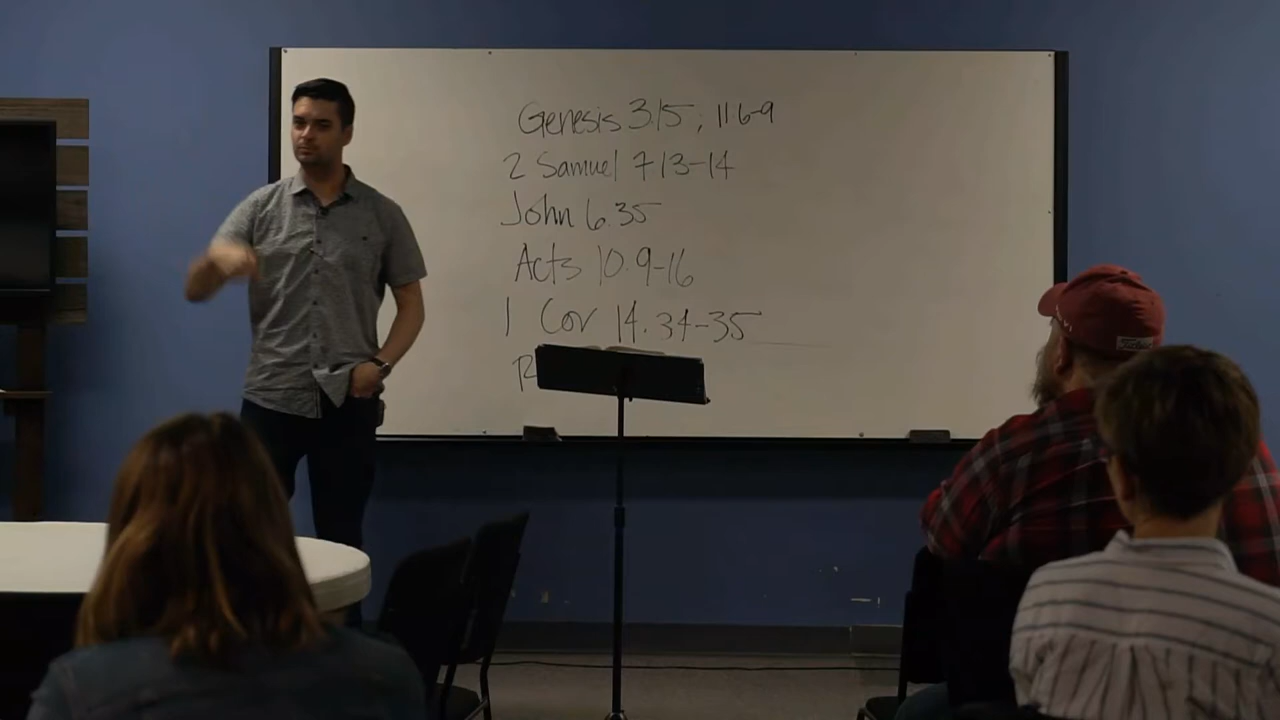 Genesis 3.15; 11.6-9
2 Samuel 7 13-14
John 6.35
Acts 10.9-16
1 Cor 14.34-35